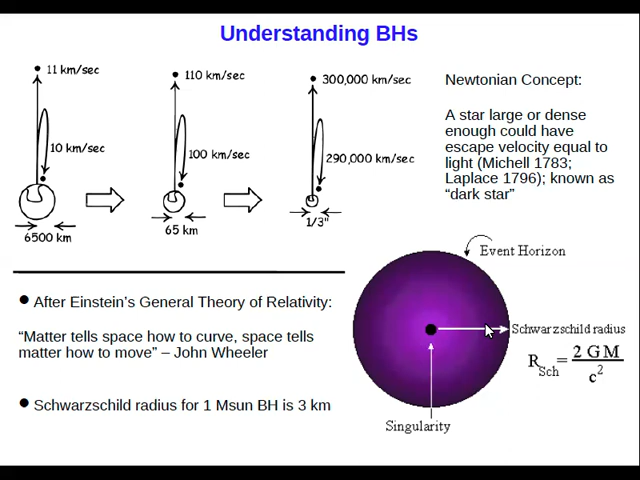 Understanding BHs
11 km/sec
10 km/sec
6500 km
110 km/sec
100 km/sec
65 km
300,000 km/sec
290,000 km/sec
1/3"
Newtonian Concept:
A star large or dense
enough could have
escape velocity equal to
light (Michell 1783;
Laplace 1796); known as
“dark star”
After Einstein’s General Theory of Relativity:
“Matter tells space how to curve, space tells
matter how to move” – John Wheeler
Schwarzschild radius for 1 Msun BH is 3 km
Event Horizon
Schwarzschild radius
R_Sch = 2 G M / c²
Singularity